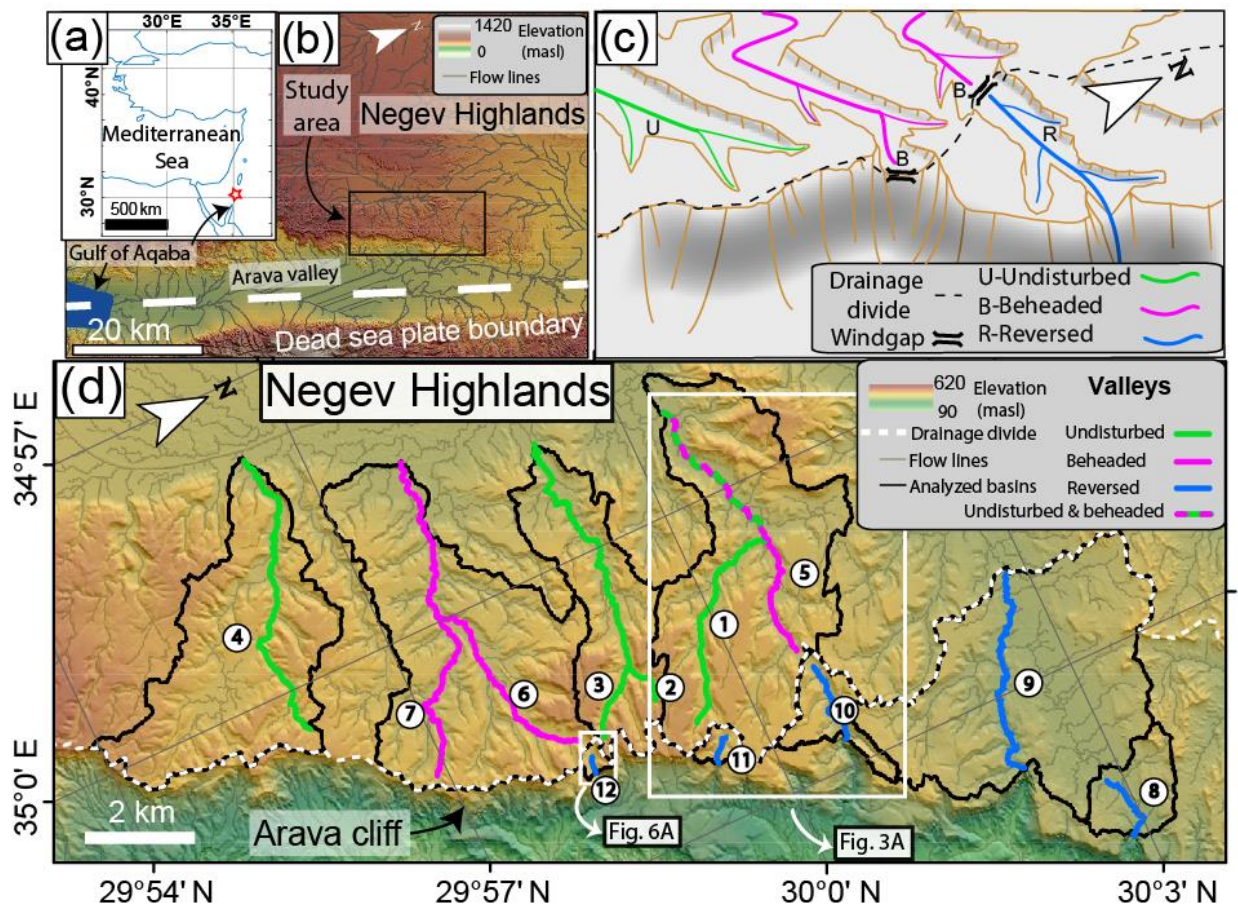 (a)
30°E 35°E
40°N
Mediterranean
Sea
30°N
500 km
Gulf of Aqaba
(b)
N
1420 Elevation
0 (masl)
Flow lines
Study
area
Negev Highlands
Arava valley
20 km
Dead sea plate boundary
(c)
N
U
B
B
R
Drainage
divide
Windgap
U-Undisturbed
B-Beheaded
R-Reversed
(d)
N
Negev Highlands
620 Elevation
90 (masl)
Drainage divide
Flow lines
Analyzed basins
Valleys
Undisturbed
Beheaded
Reversed
Undisturbed & beheaded
34°57' E
35°0' E
4
7
6
3
2
1
5
10
11
12
9
8
2 km
Arava cliff
Fig. 6A
Fig. 3A
29°54' N
29°57' N
30°0' N
30°3' N